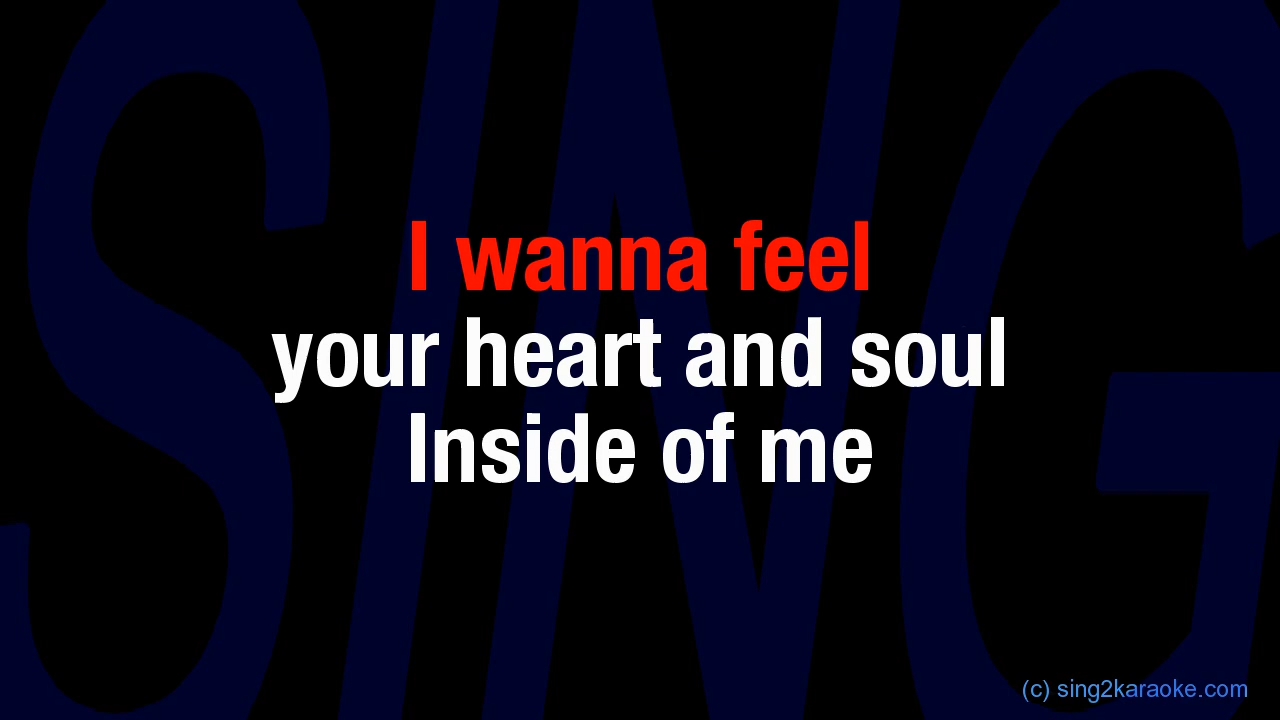 SING
I wanna feel
your heart and soul
Inside of me
(c) sing2karaoke.com